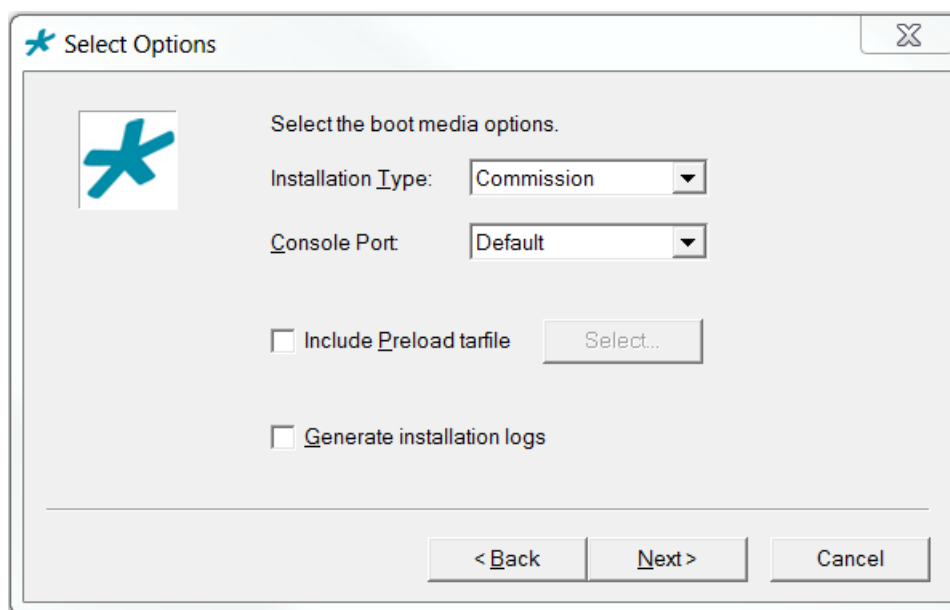 Select Options
Select the boot media options.
Installation Type: Commission
Console Port: Default
Include Preload tarfile Select...
Generate installation logs
< Back Next > Cancel